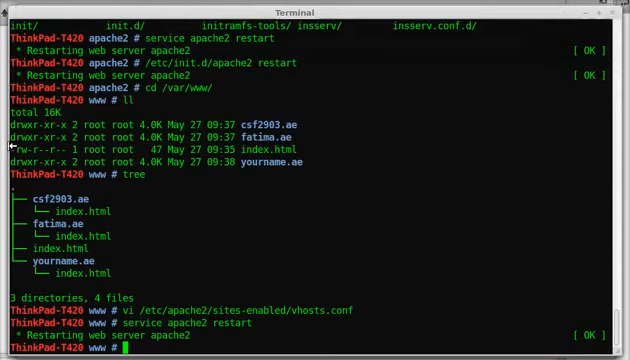 Terminal
init/ init.d/ initramfs-tools/ insserv/ insserv.conf.d/
ThinkPad-T420 apache2 # service apache2 restart
* Restarting web server apache2 [ OK ]
ThinkPad-T420 apache2 # /etc/init.d/apache2 restart
* Restarting web server apache2 [ OK ]
ThinkPad-T420 apache2 # cd /var/www/
ThinkPad-T420 www # ll
total 16K
drwxr-xr-x 2 root root 4.0K May 27 09:37 csf2903.ae
drwxr-xr-x 2 root root 4.0K May 27 09:37 fatima.ae
-rw-r--r-- 1 root root 47 May 27 09:35 index.html
drwxr-xr-x 2 root root 4.0K May 27 09:38 yourname.ae
ThinkPad-T420 www # tree
.
├── csf2903.ae
│   └── index.html
├── fatima.ae
│   └── index.html
├── index.html
└── yourname.ae
    └── index.html
3 directories, 4 files
ThinkPad-T420 www # vi /etc/apache2/sites-enabled/vhosts.conf
ThinkPad-T420 www # service apache2 restart
* Restarting web server apache2 [ OK ]
ThinkPad-T420 www #